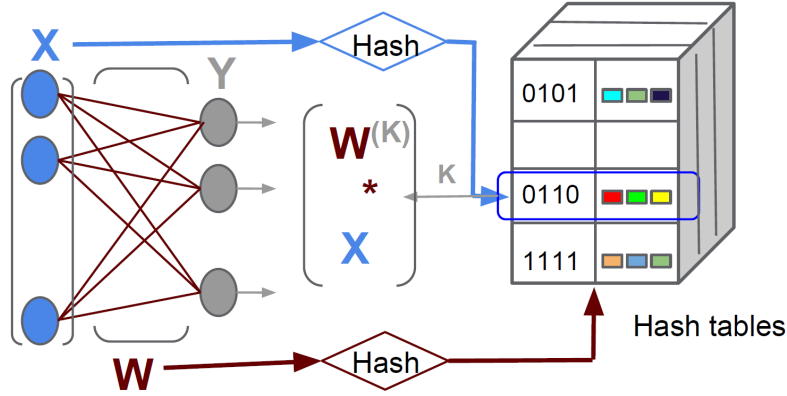 X
Hash
Y
W(K)
*
X
K
0101
0110
1111
W
Hash
Hash tables